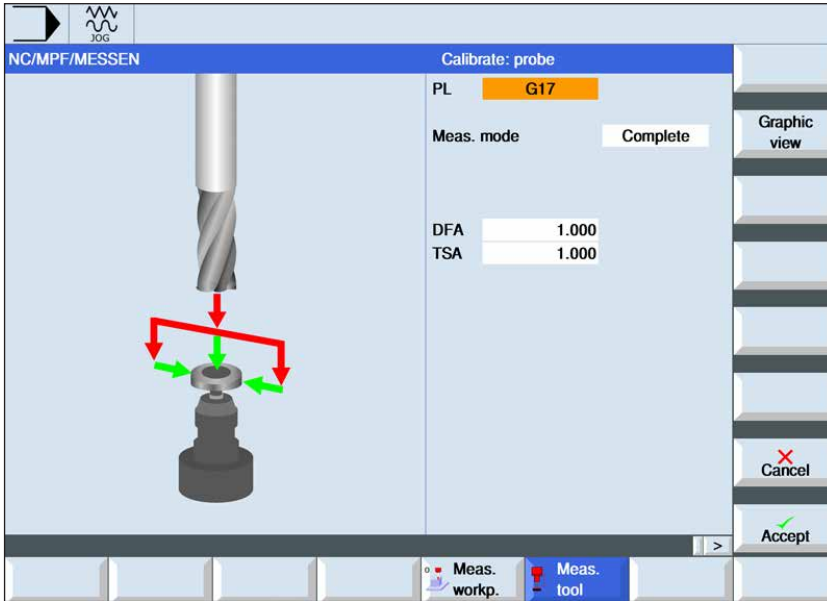 JOG
NC/MPF/MESSEN
Calibrate: probe
PL G17
Meas. mode Complete
DFA 1.000
TSA 1.000
Graphic
view
Cancel
Accept
>
Meas.
workp.
Meas.
tool